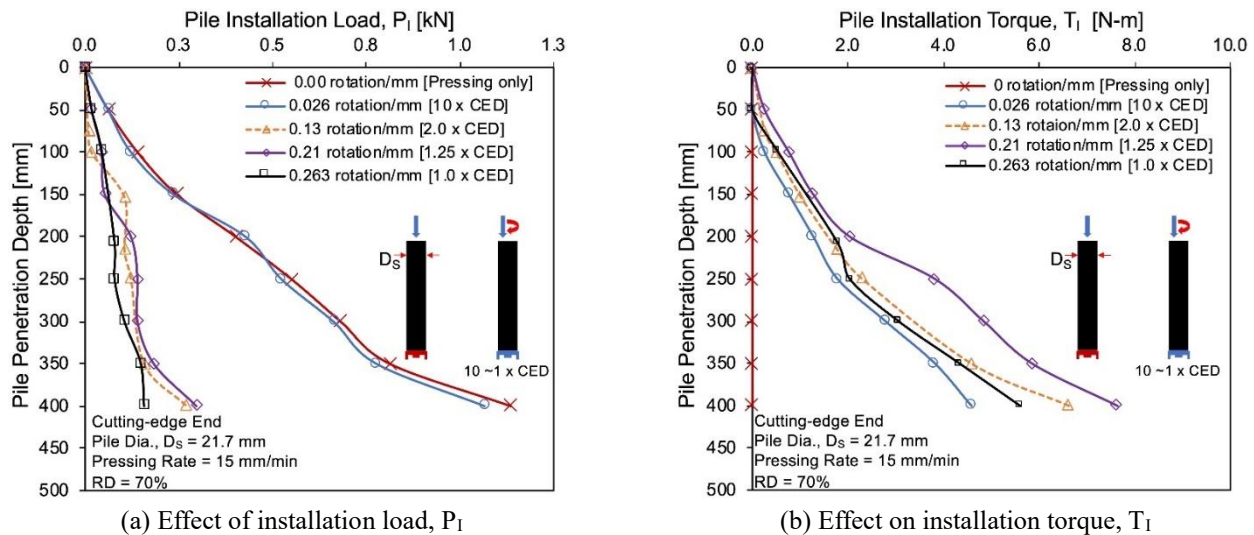 Pile Installation Load, P_I [kN]
0.0 0.3 0.5 0.8 1.0 1.3
Pile Penetration Depth [mm]
0
50
100
150
200
250
300
350
400
450
500
0.00 rotation/mm [Pressing only]
0.026 rotation/mm [10 x CED]
0.13 rotation/mm [2.0 x CED]
0.21 rotation/mm [1.25 x CED]
0.263 rotation/mm [1.0 x CED]
D_S
10 ~1 x CED
Cutting-edge End
Pile Dia., D_S = 21.7 mm
Pressing Rate = 15 mm/min
RD = 70%
(a) Effect of installation load, P_I
Pile Installation Torque, T_I [N-m]
0.0 2.0 4.0 6.0 8.0 10.0
Pile Penetration Depth [mm]
0
50
100
150
200
250
300
350
400
450
500
0 rotation/mm [Pressing only]
0.026 rotation/mm [10 x CED]
0.13 rotaion/mm [2.0 x CED]
0.21 rotation/mm [1.25 x CED]
0.263 rotation/mm [1.0 x CED]
D_S
10 ~1 x CED
Cutting-edge End
Pile Dia., D_S = 21.7 mm
Pressing Rate = 15 mm/min
RD = 70%
(b) Effect on installation torque, T_I